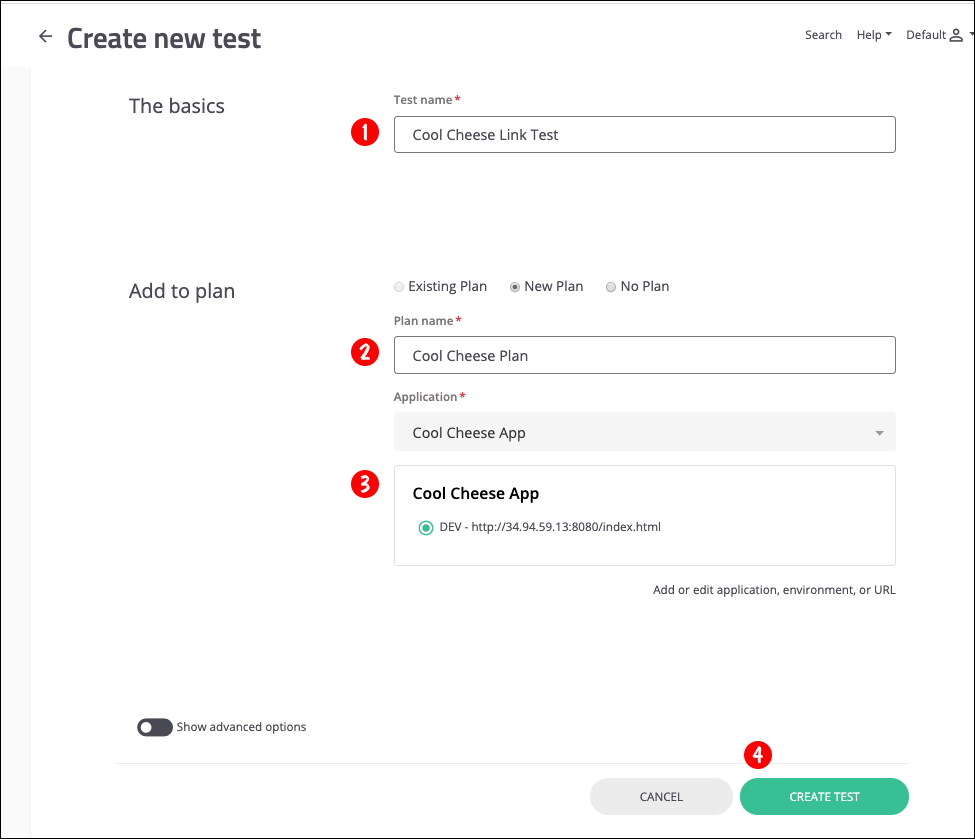 Create new test
Search Help Default
The basics
Test name *
1
Cool Cheese Link Test
Add to plan
Existing Plan New Plan No Plan
Plan name *
2
Cool Cheese Plan
Application *
Cool Cheese App
3
Cool Cheese App
DEV - http://34.94.59.13:8080/index.html
Add or edit application, environment, or URL
Show advanced options
4
CANCEL CREATE TEST